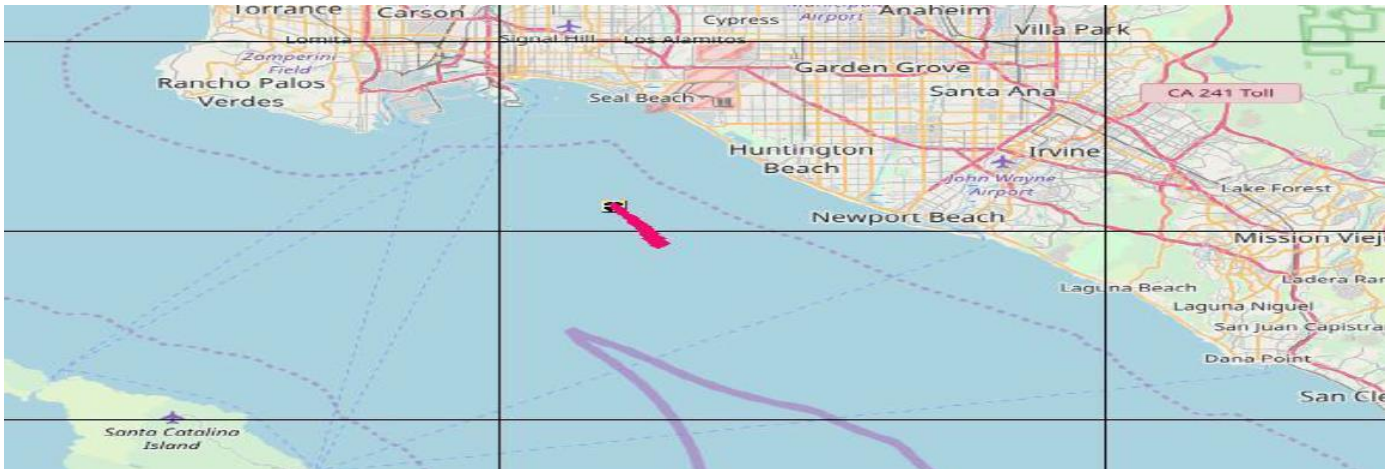 Torrance
Carson
Cypress
Airport
Anaheim
Villa Park
Lomita
Signal Hill
Los Alamitos
Zamperini
Field
Rancho Palos
Verdes
Garden Grove
Seal Beach
Santa Ana
CA 241 Toll
Huntington
Beach
Irvine
John Wayne
Airport
Lake Forest
Newport Beach
Mission Viej
Laguna Beach
Ladera Ran
Laguna Niguel
San Juan Capistra
Dana Point
San Cle
Santa Catalina
Island